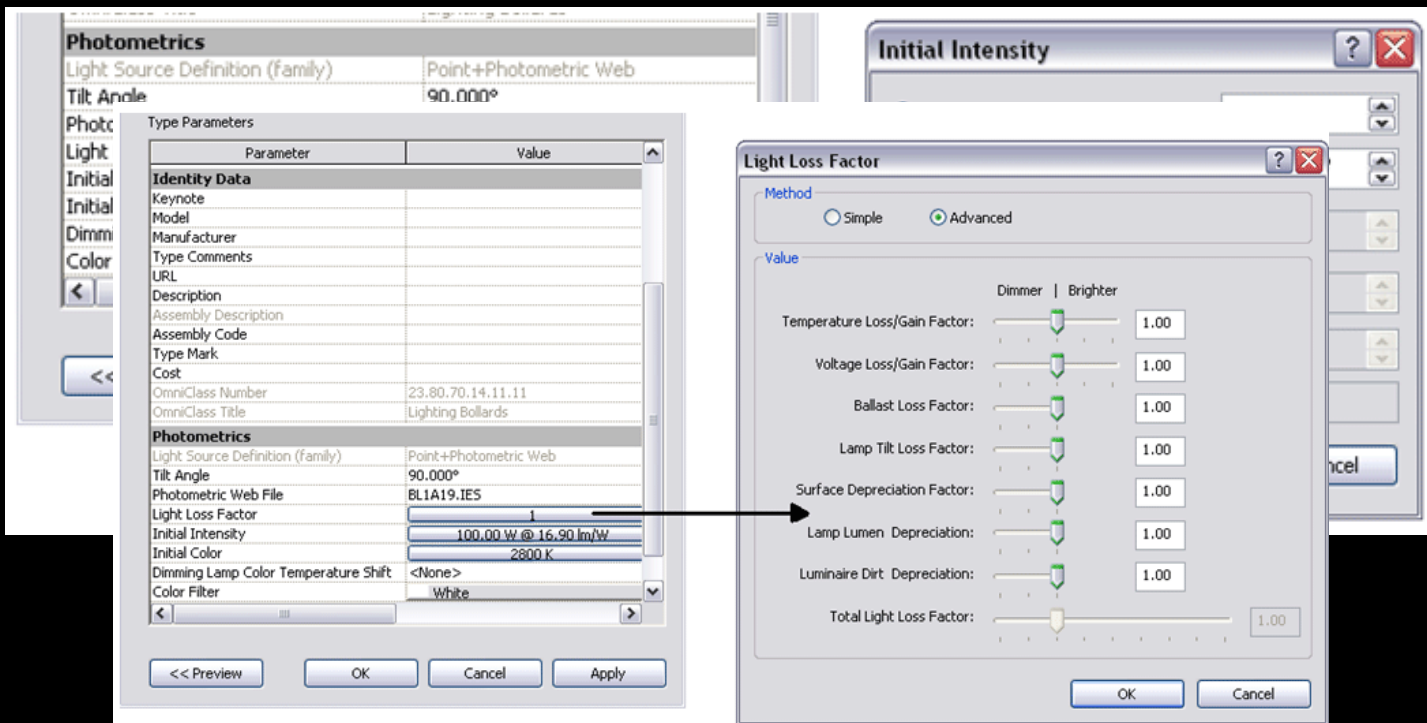 Photometrics
Light Source Definition (family) Point+Photometric Web
Tilt Angle 90.000°
Light
Initial
Initial
Color
<<
Initial Intensity
Type Parameters
Parameter Value
Identity Data
Keynote
Model
Manufacturer
Type Comments
URL
Description
Assembly Description
Assembly Code
Type Mark
Cost
OmniClass Number 23.80.70.14.11.11
OmniClass Title Lighting Bollards
Photometrics
Light Source Definition (family) Point+Photometric Web
Tilt Angle 90.000°
Photometric Web File BL1A19.IES
Light Loss Factor 1
Initial Intensity 100.00 W @ 16.90 lm/W
Initial Color 2800 K
Dimming Lamp Color Temperature Shift <None>
Color Filter White
<< Preview OK Cancel Apply
Light Loss Factor
Method
Simple Advanced
Value
Dimmer | Brighter
Temperature Loss/Gain Factor: 1.00
Voltage Loss/Gain Factor: 1.00
Ballast Loss Factor: 1.00
Lamp Tilt Loss Factor: 1.00
Surface Depreciation Factor: 1.00
Lamp Lumen Depreciation: 1.00
Luminaire Dirt Depreciation: 1.00
Total Light Loss Factor: 1.00
OK Cancel